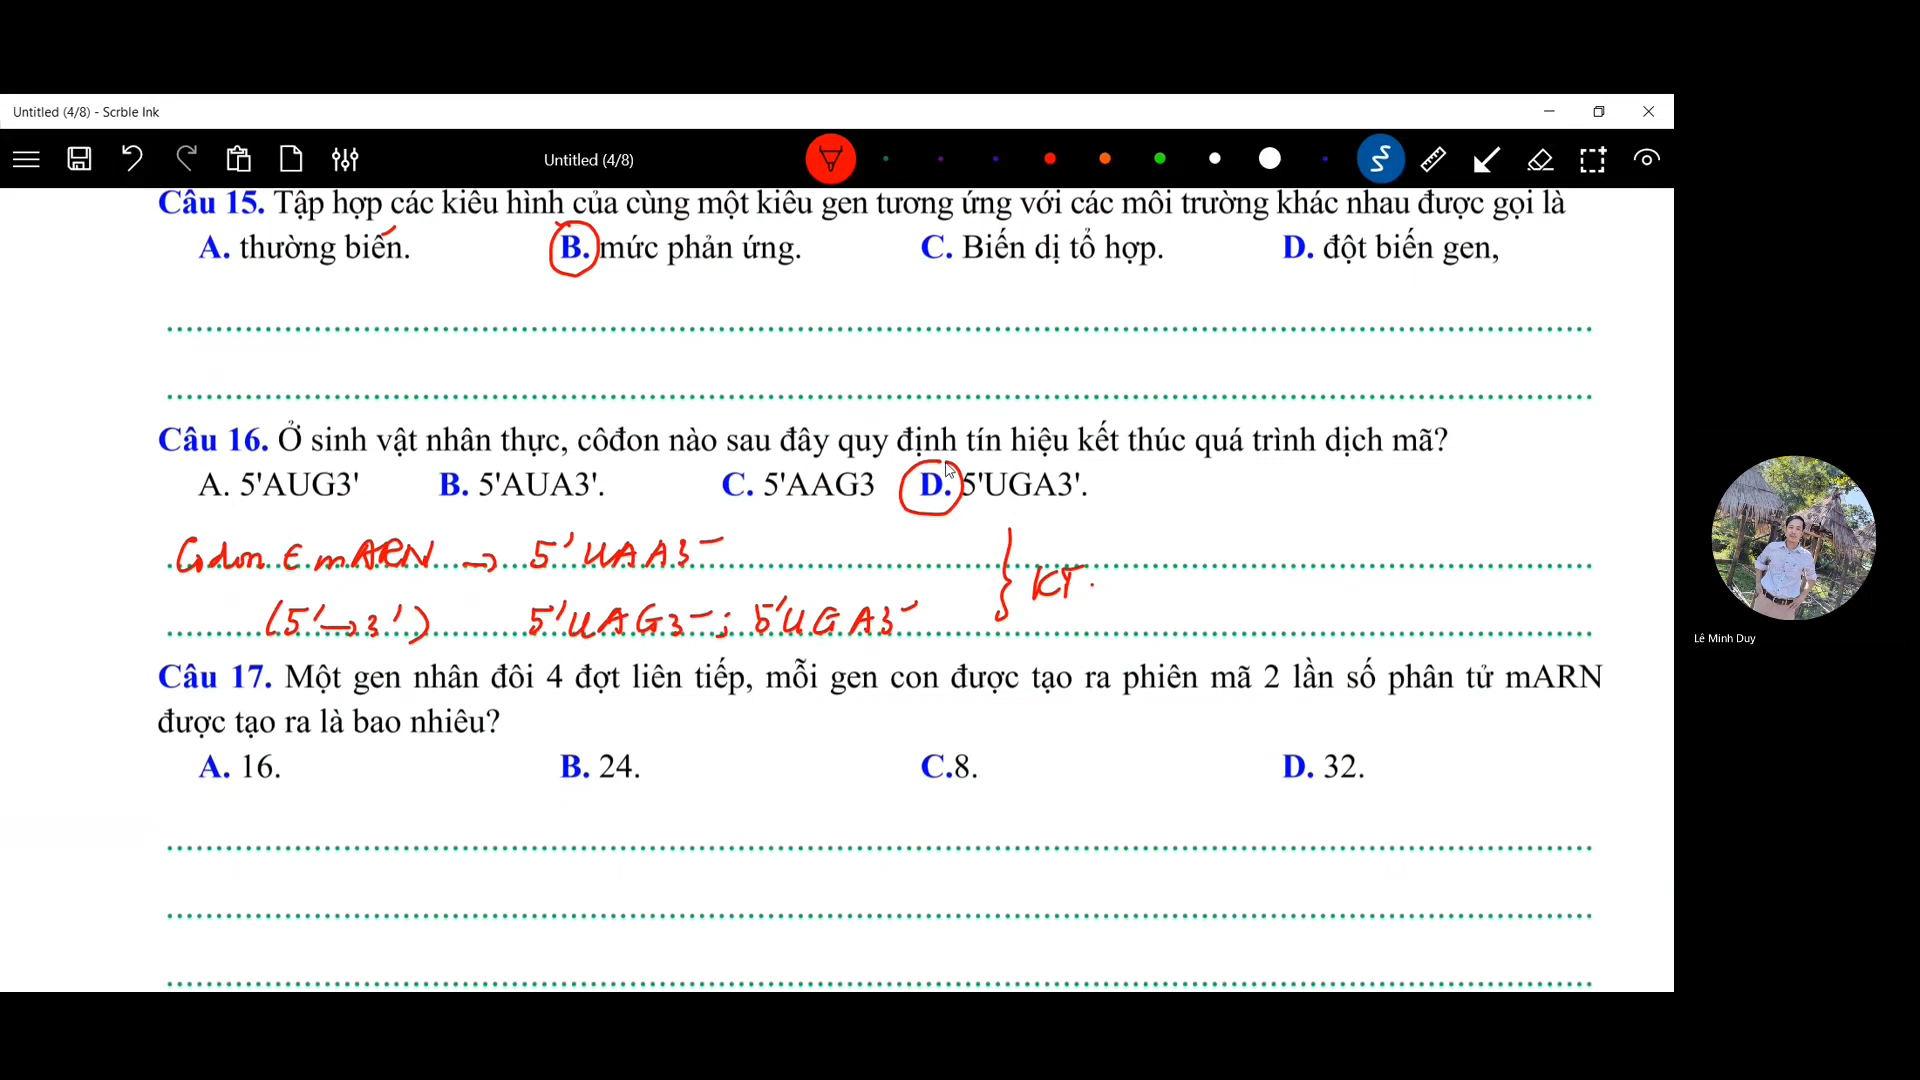 Untitled (4/8) - Scrble Ink
Untitled (4/8)
Câu 15. Tập hợp các kiểu hình của cùng một kiểu gen tương ứng với các môi trường khác nhau được gọi là
A. thường biến. B. mức phản ứng. C. Biến dị tổ hợp. D. đột biến gen,
Câu 16. Ở sinh vật nhân thực, côđon nào sau đây quy định tín hiệu kết thúc quá trình dịch mã?
A. 5'AUG3' B. 5'AUA3'. C. 5'AAG3 D. 5'UGA3'.
Codon ∈ mARN → 5'UAA3' } KT.
(5'→3') 5'UAG3'; 5'UGA3'
Câu 17. Một gen nhân đôi 4 đợt liên tiếp, mỗi gen con được tạo ra phiên mã 2 lần số phân tử mARN
được tạo ra là bao nhiêu?
A. 16. B. 24. C.8. D. 32.
Lê Minh Duy